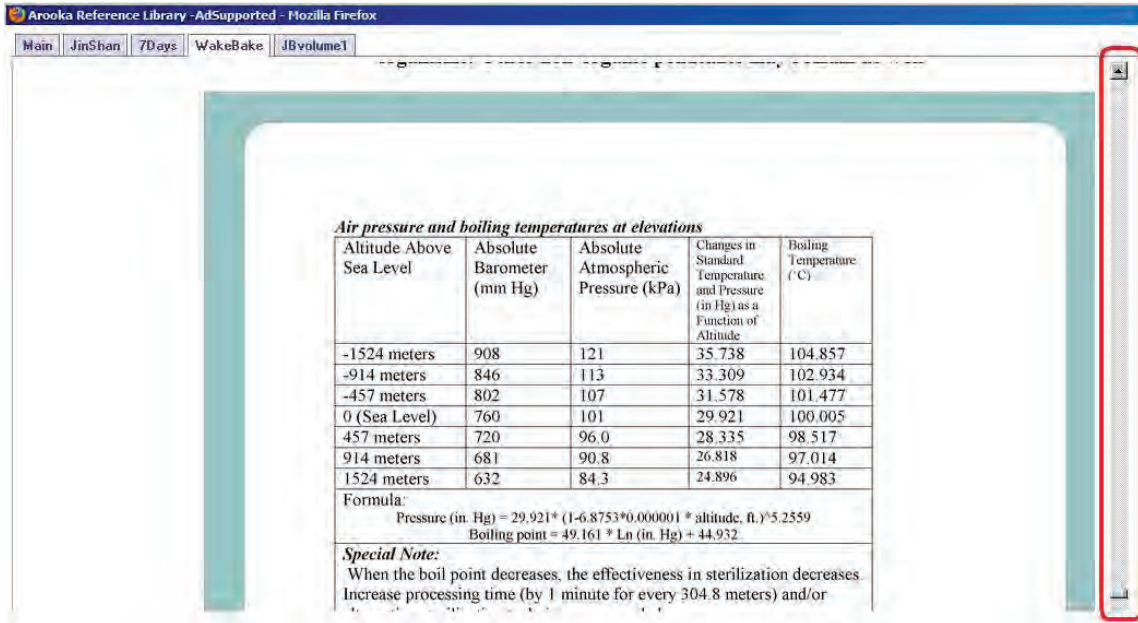 Arooka Reference Library -AdSupported - Mozilla Firefox
Main JinShan 7Days WakeBake JBvolume1
Air pressure and boiling temperatures at elevations
Altitude Above Sea Level Absolute Barometer (mm Hg) Absolute Atmospheric Pressure (kPa) Changes in Standard Temperature and Pressure (in Hg) as a Function of Altitude Boiling Temperature (°C)
-1524 meters 908 121 35.738 104.857
-914 meters 846 113 33.309 102.934
-457 meters 802 107 31.578 101.477
0 (Sea Level) 760 101 29.921 100.005
457 meters 720 96.0 28.335 98.517
914 meters 681 90.8 26.818 97.014
1524 meters 632 84.3 24.896 94.983
Formula:
Pressure (in. Hg) = 29.921* (1-6.8753*0.000001 * altitude, ft.)^5.2559
Boiling point = 49.161 * Ln (in. Hg) + 44.932
Special Note:
When the boil point decreases, the effectiveness in sterilization decreases.
Increase processing time (by 1 minute for every 304.8 meters) and/or